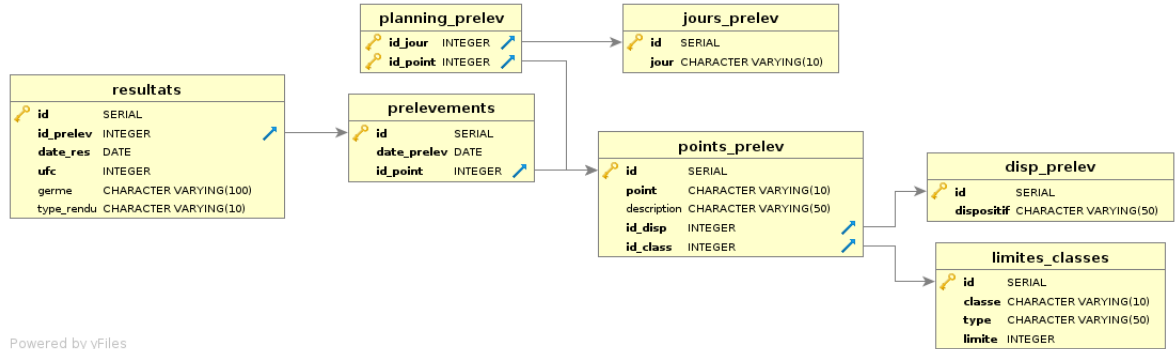 planning_prelev
id_jour INTEGER
id_point INTEGER
jours_prelev
id SERIAL
jour CHARACTER VARYING(10)
resultats
id SERIAL
id_prelev INTEGER
date_res DATE
ufc INTEGER
germe CHARACTER VARYING(100)
type_rendu CHARACTER VARYING(10)
prelevements
id SERIAL
date_prelev DATE
id_point INTEGER
points_prelev
id SERIAL
point CHARACTER VARYING(10)
description CHARACTER VARYING(50)
id_disp INTEGER
id_class INTEGER
disp_prelev
id SERIAL
dispositif CHARACTER VARYING(50)
limites_classes
id SERIAL
classe CHARACTER VARYING(10)
type CHARACTER VARYING(50)
limite INTEGER
Powered by yFiles